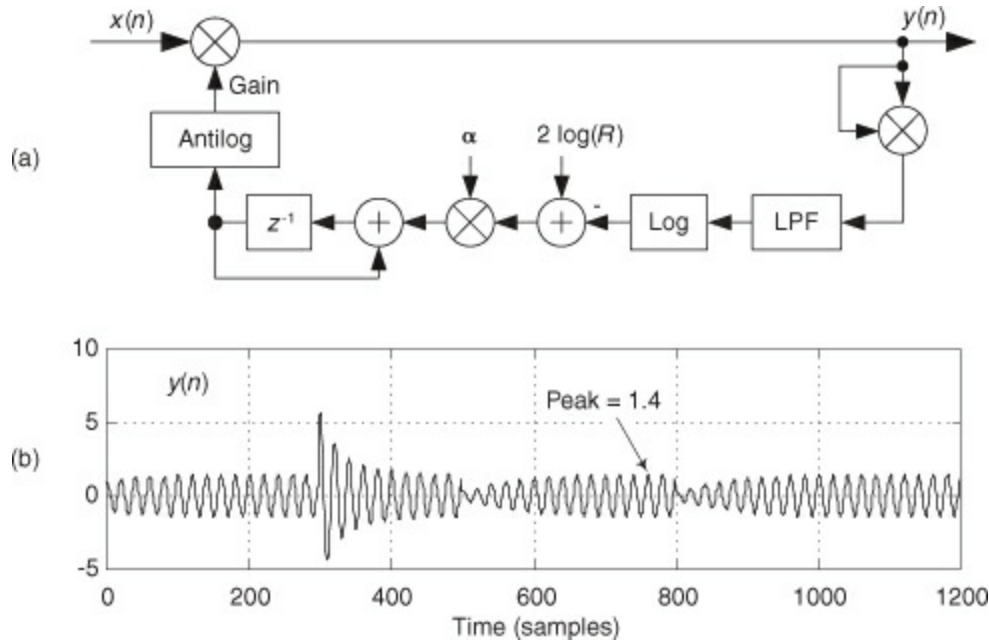 x(n)
y(n)
Gain
Antilog
(a)
α
2 log(R)
-
z⁻¹
+
+
Log
LPF
10
y(n)
Peak = 1.4
5
(b)
0
-5
0
200
400
600
800
1000
1200
Time (samples)